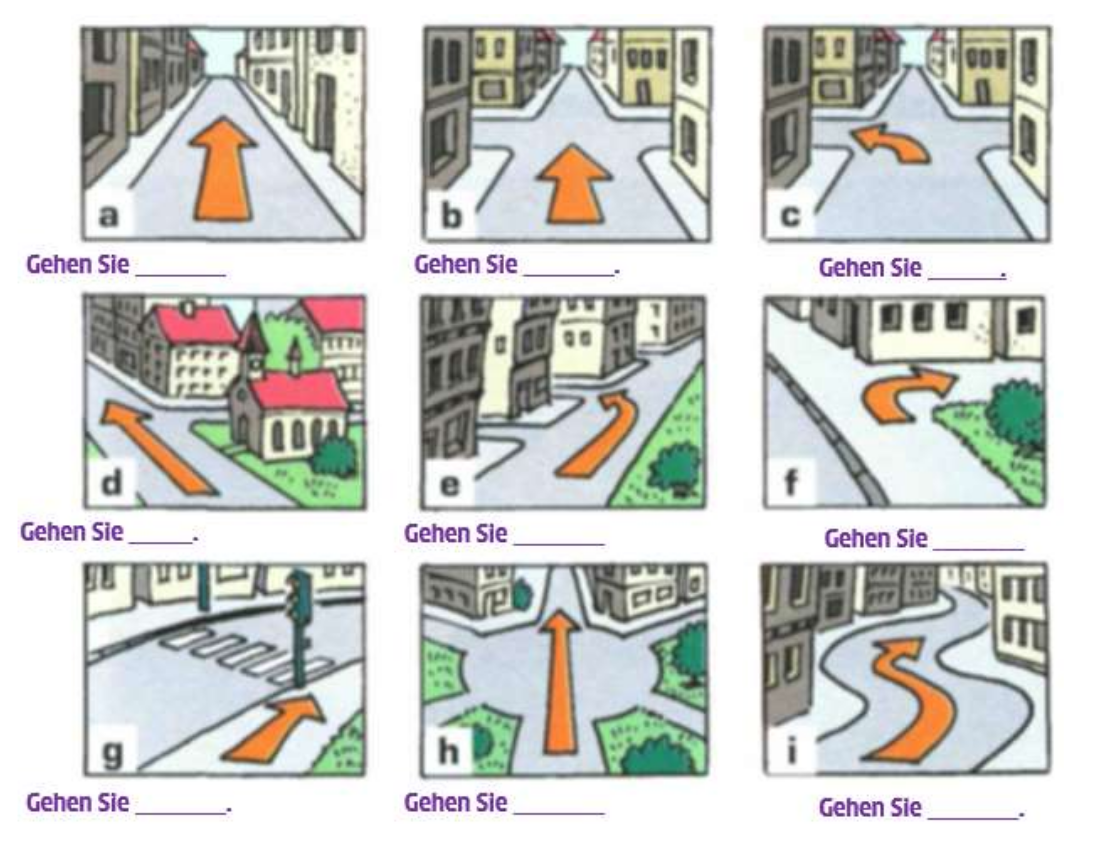 a b c
Gehen Sie ________ Gehen Sie ________. Gehen Sie _______.
d e f
Gehen Sie ______. Gehen Sie ________ Gehen Sie ________
g h i
Gehen Sie ________. Gehen Sie ________ Gehen Sie ________.